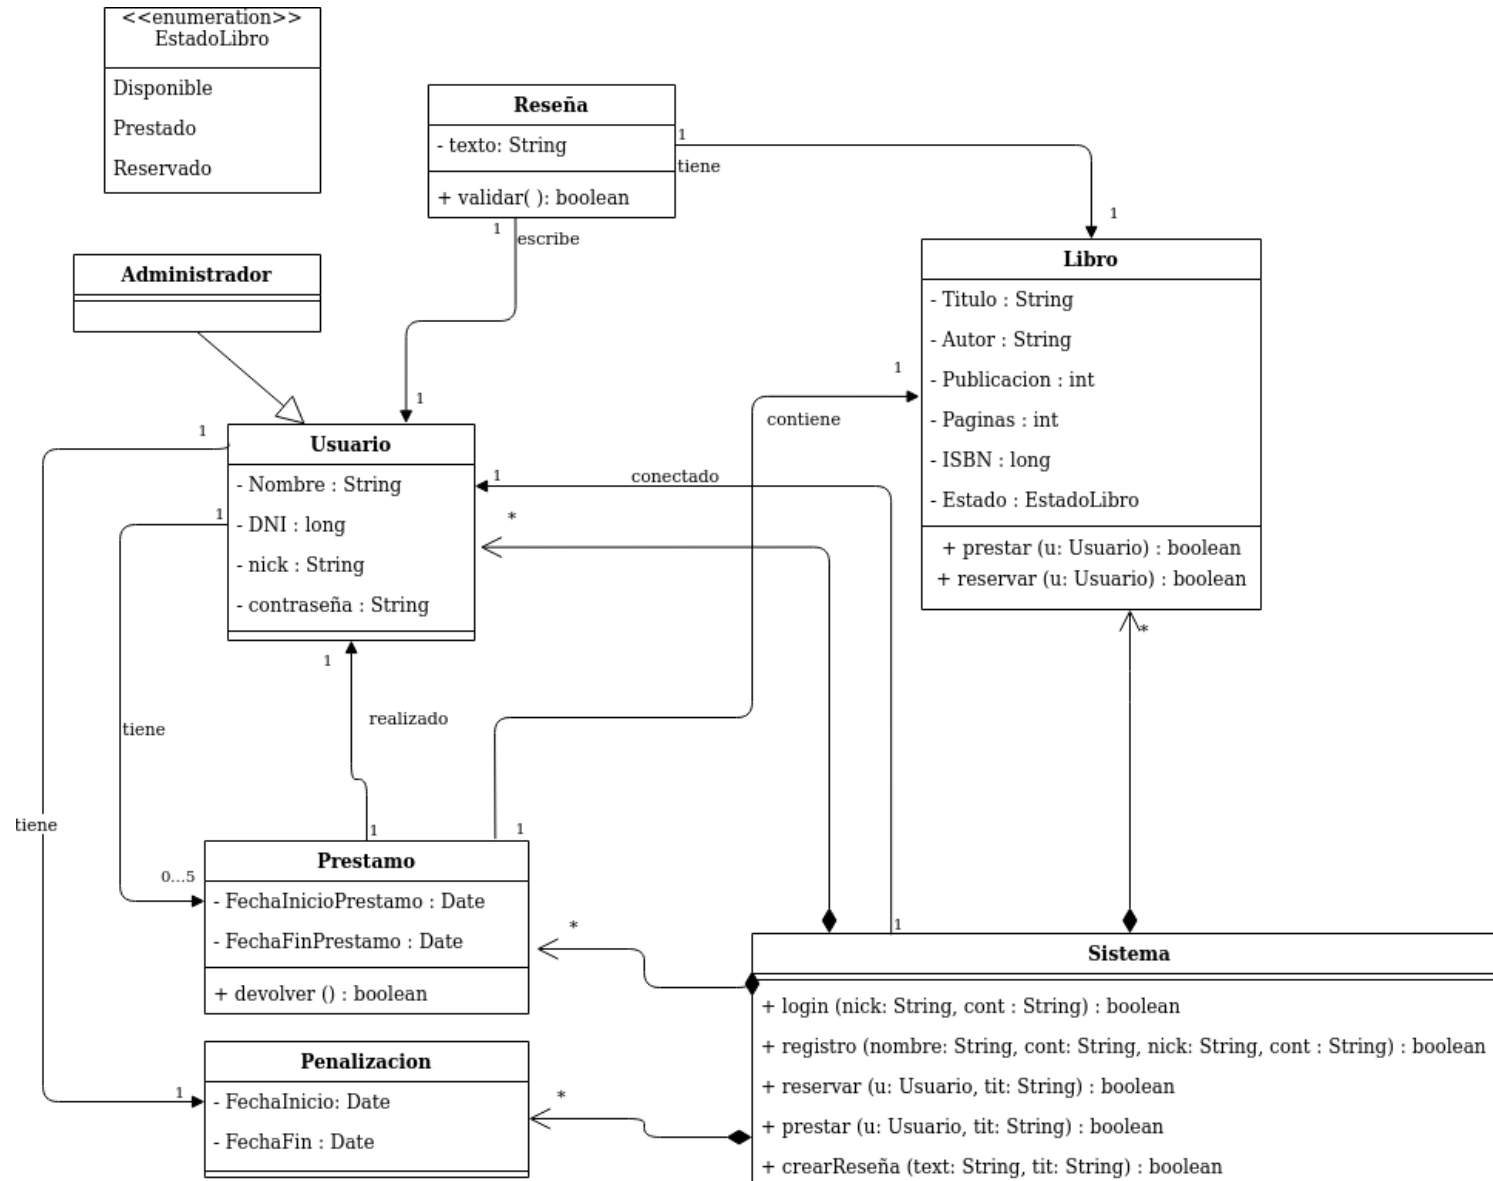 <<enumeration>>
EstadoLibro
Disponible
Prestado
Reservado
Reseña
- texto: String
+ validar( ): boolean
1
tiene
1
1
escribe
1
Administrador
Libro
- Titulo : String
- Autor : String
- Publicacion : int
- Paginas : int
- ISBN : long
- Estado : EstadoLibro
+ prestar (u: Usuario) : boolean
+ reservar (u: Usuario) : boolean
1
contiene
1
Usuario
- Nombre : String
- DNI : long
- nick : String
- contraseña : String
1
1
conectado
1
*
*
tiene
tiene
1
realizado
1
1
0...5
Prestamo
- FechaInicioPrestamo : Date
- FechaFinPrestamo : Date
+ devolver () : boolean
*
1
Penalizacion
- FechaInicio: Date
- FechaFin : Date
1
*
Sistema
+ login (nick: String, cont : String) : boolean
+ registro (nombre: String, cont: String, nick: String, cont : String) : boolean
+ reservar (u: Usuario, tit: String) : boolean
+ prestar (u: Usuario, tit: String) : boolean
+ crearReseña (text: String, tit: String) : boolean